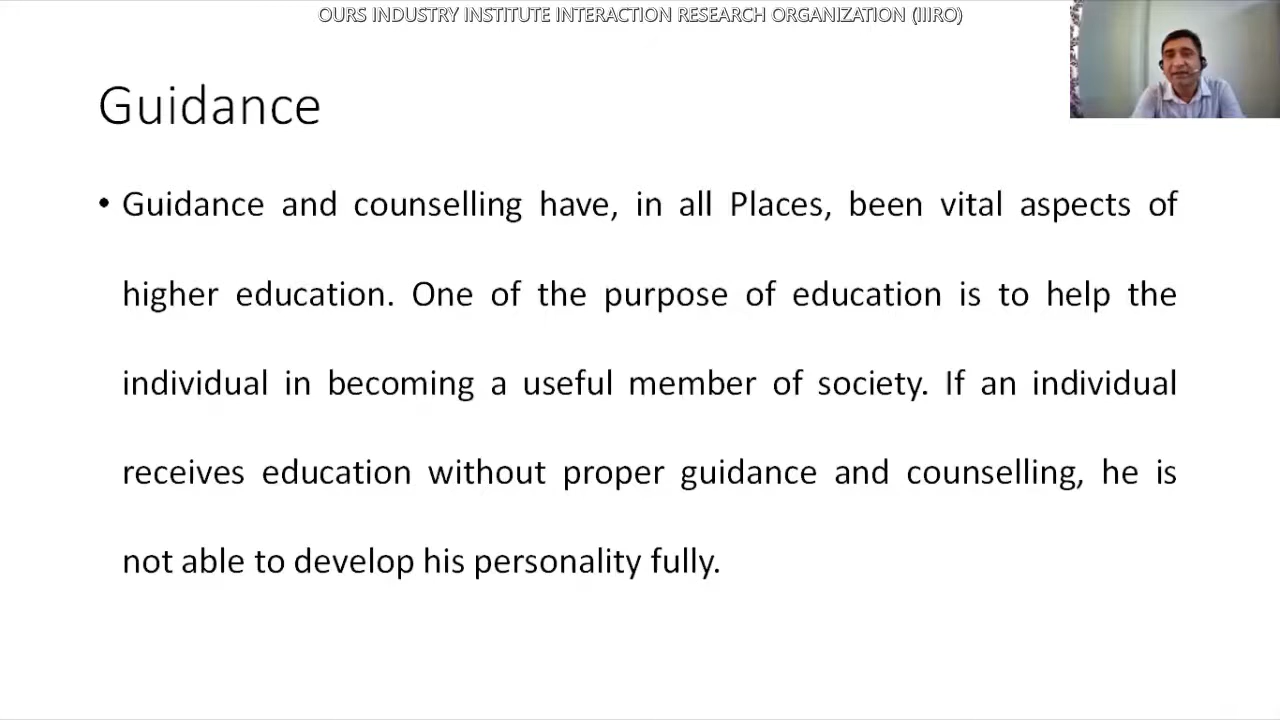 OURS INDUSTRY INSTITUTE INTERACTION RESEARCH ORGANIZATION (IIIRO)
Guidance
• Guidance and counselling have, in all Places, been vital aspects of
higher education. One of the purpose of education is to help the
individual in becoming a useful member of society. If an individual
receives education without proper guidance and counselling, he is
not able to develop his personality fully.